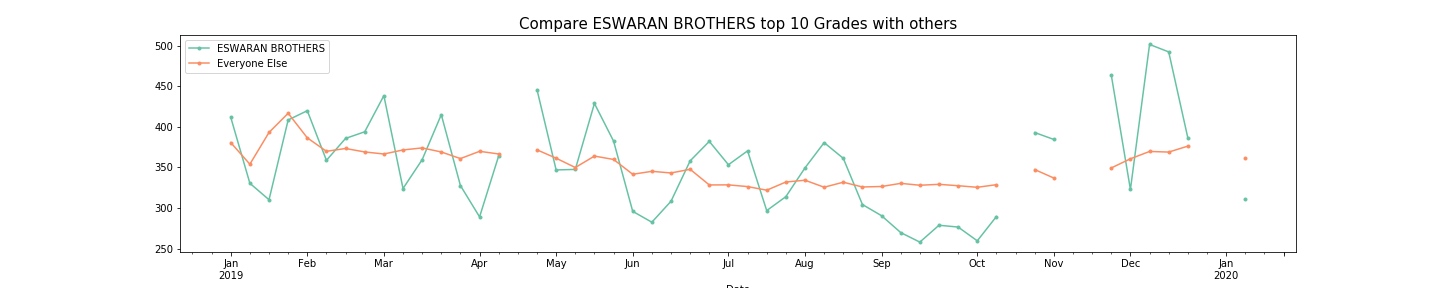 Compare ESWARAN BROTHERS top 10 Grades with others
500
450
400
350
300
250
ESWARAN BROTHERS
Everyone Else
Jan Feb Mar Apr May Jun Jul Aug Sep Oct Nov Dec Jan
2019 2020